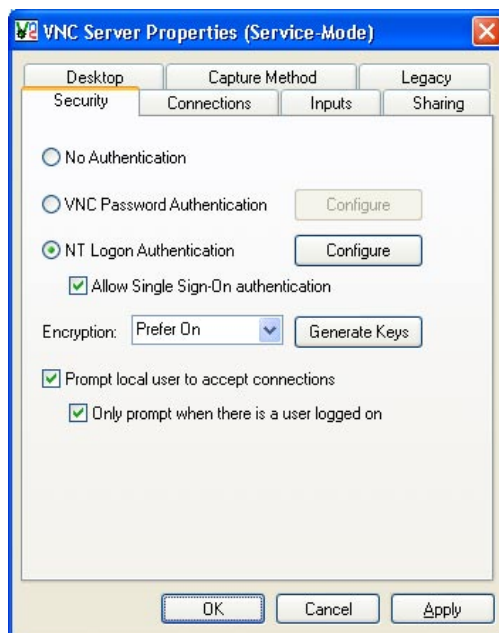 VNC Server Properties (Service-Mode)
Desktop Capture Method Legacy
Security Connections Inputs Sharing
No Authentication
VNC Password Authentication Configure
NT Logon Authentication Configure
Allow Single Sign-On authentication
Encryption: Prefer On Generate Keys
Prompt local user to accept connections
Only prompt when there is a user logged on
OK Cancel Apply